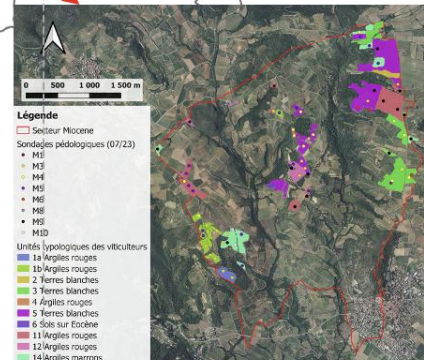 0 500 1 000 1 500 m
Légende
Secteur Miocene
Sondages pédologiques (07/23)
M1
M3
M4
M5
M6
M8
M9
M10
Unités typologiques des viticulteurs
1a Argiles rouges
1b Argiles rouges
2 Terres blanches
3 Terres blanches
4 Argiles rouges
5 Terres blanches
6 Sols sur Eocène
11 Argiles rouges
12 Argiles rouges
14 Argiles marrons